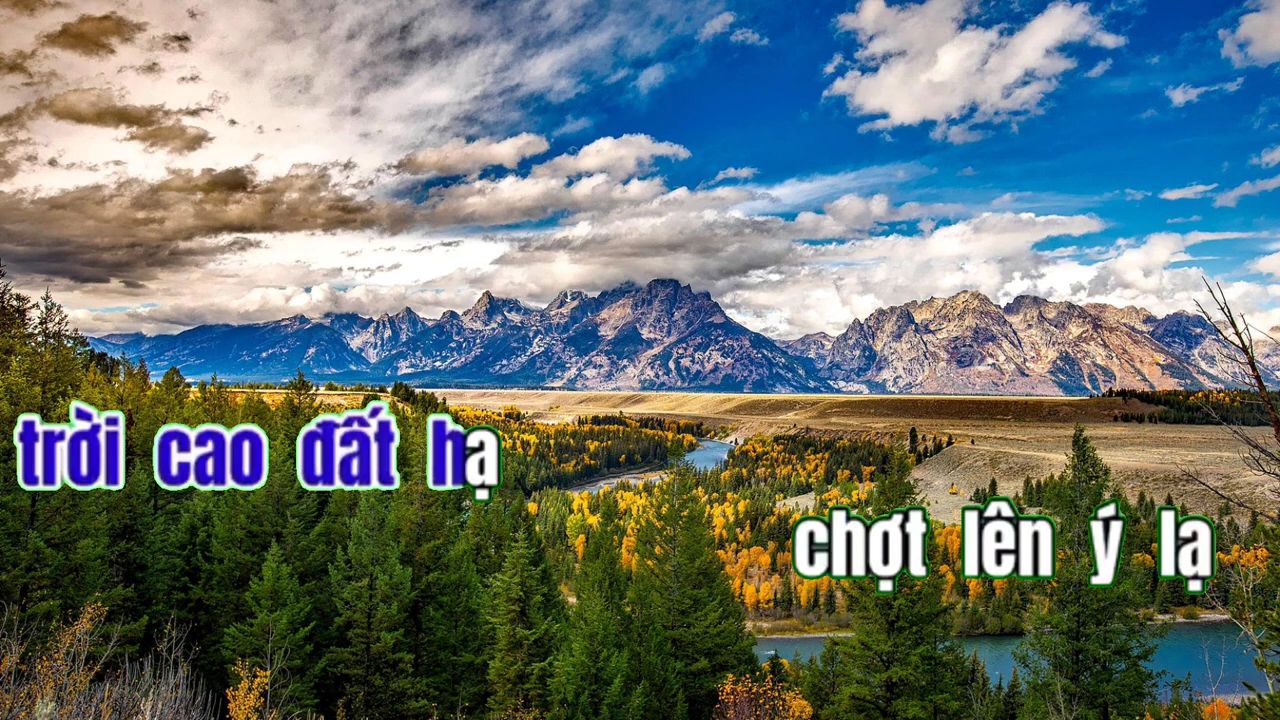 trời cao đất hạ
chợt lên ý lạ